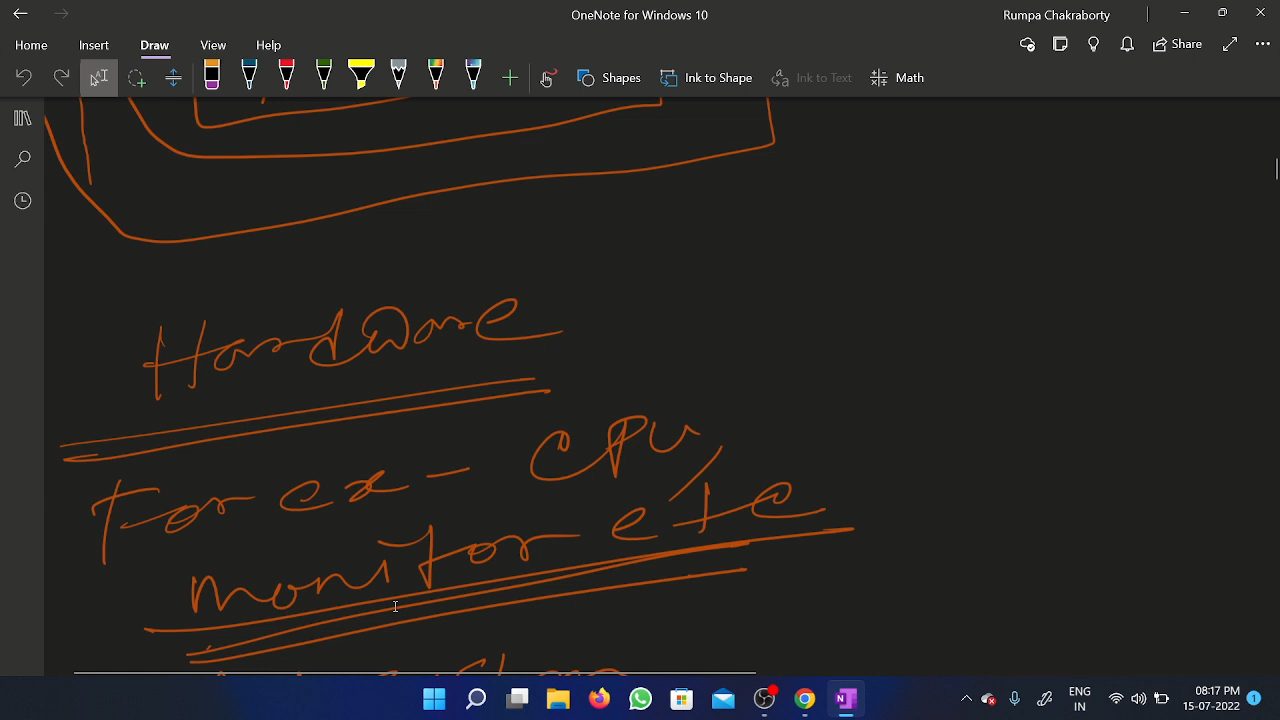 OneNote for Windows 10
Rumpa Chakraborty
Home Insert Draw View Help
Share
Shapes Ink to Shape Ink to Text Math
Hardware
For ex - CPU,
monitor etc
ENG
IN
08:17 PM
15-07-2022
1